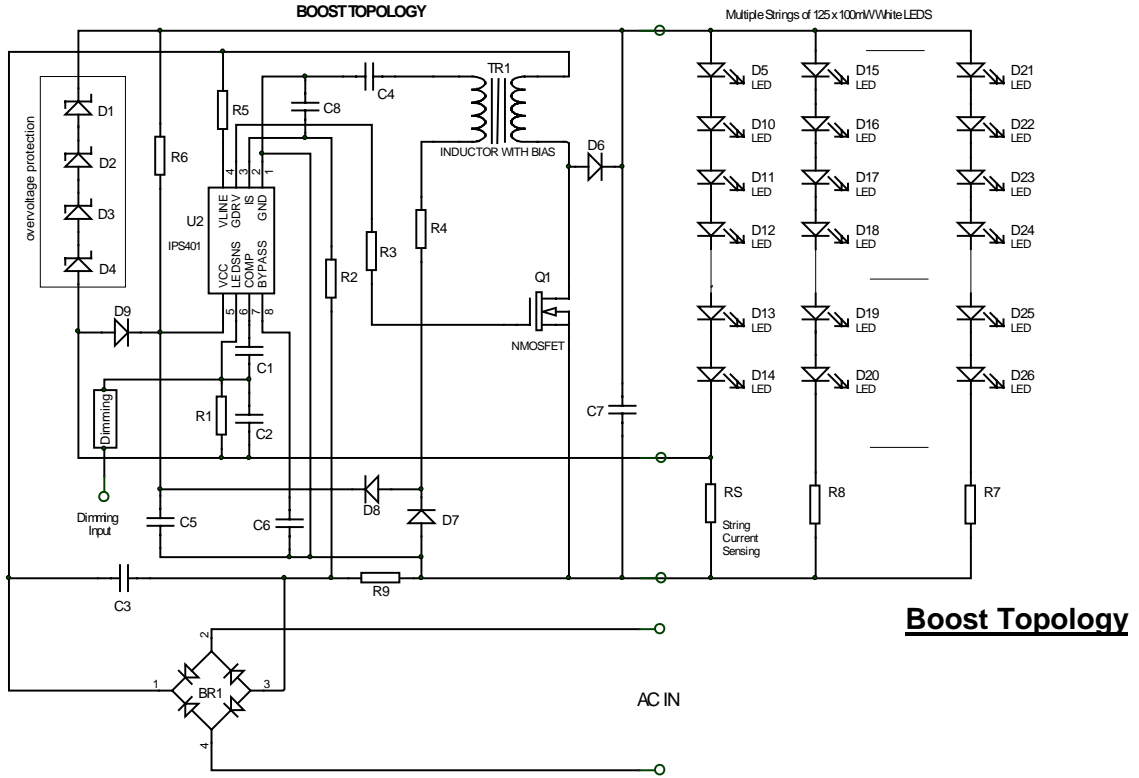 BOOST TOPOLOGY
Multiple Strings of 125 x 100mW White LEDS
overvoltage protection
D1
D2
D3
D4
R6
R5
C8
C4
TR1
INDUCTOR WITH BIAS
D6
4
3
2
1
VLINE
GDRV
IS
GND
U2
IPS401
VCC
LEDSNS
COMP
BYPASS
5
6
7
8
R2
R3
R4
Q1
NMOSFET
D9
C1
R1
C2
Dimming
Dimming
Input
C5
C6
D8
D7
C7
C3
R9
D5
LED
D10
LED
D11
LED
D12
LED
D13
LED
D14
LED
D15
LED
D16
LED
D17
LED
D18
LED
D19
LED
D20
LED
D21
LED
D22
LED
D23
LED
D24
LED
D25
LED
D26
LED
RS
String
Current
Sensing
R8
R7
Boost Topology
2
1
BR1
3
4
AC IN